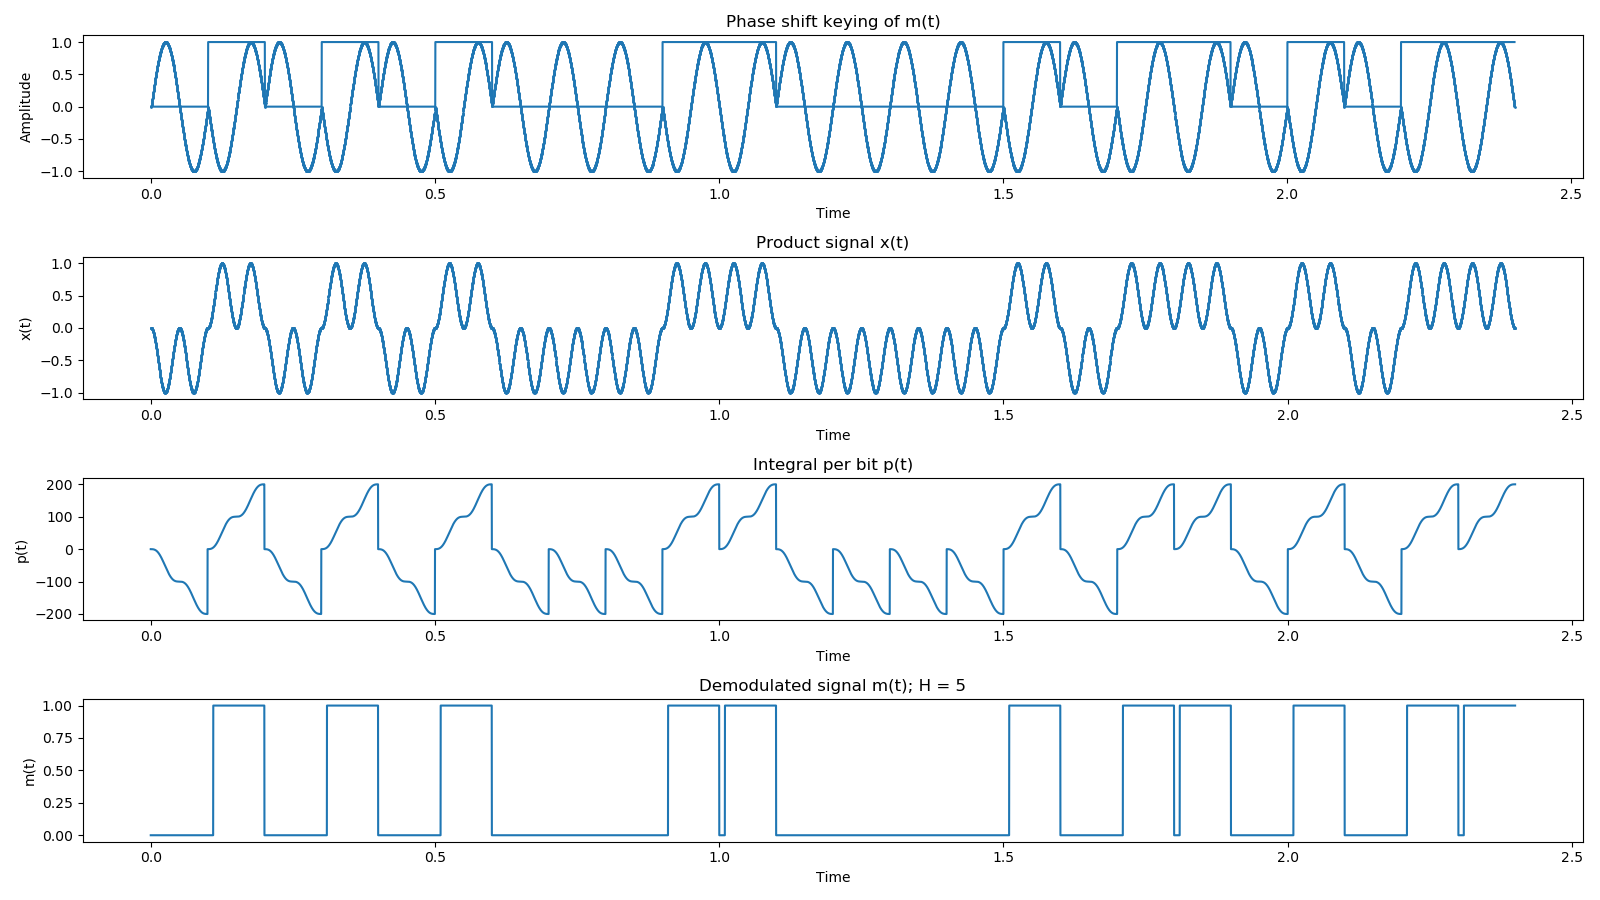 Phase shift keying of m(t)
Amplitude
1.0
0.5
0.0
−0.5
−1.0
0.0 0.5 1.0 1.5 2.0 2.5
Time
Product signal x(t)
x(t)
1.0
0.5
0.0
−0.5
−1.0
0.0 0.5 1.0 1.5 2.0 2.5
Time
Integral per bit p(t)
p(t)
200
100
0
−100
−200
0.0 0.5 1.0 1.5 2.0 2.5
Time
Demodulated signal m(t); H = 5
m(t)
1.00
0.75
0.50
0.25
0.00
0.0 0.5 1.0 1.5 2.0 2.5
Time